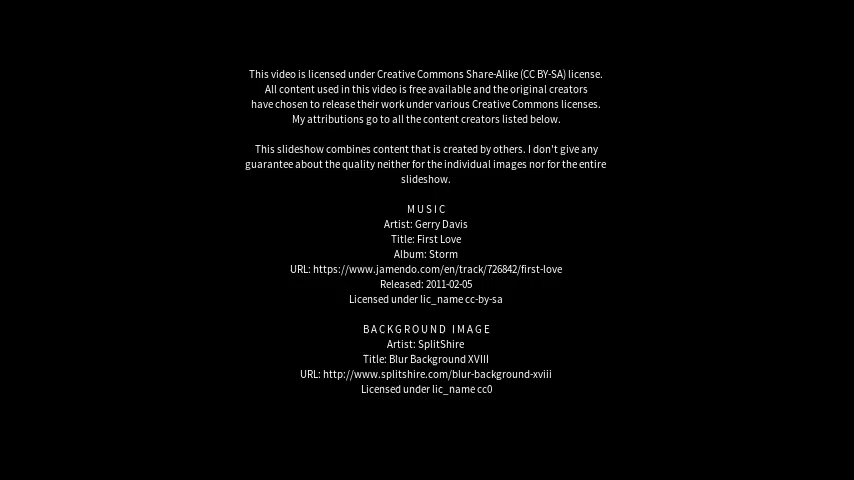 This video is licensed under Creative Commons Share-Alike (CC BY-SA) license.
All content used in this video is free available and the original creators
have chosen to release their work under various Creative Commons licenses.
My attributions go to all the content creators listed below.
This slideshow combines content that is created by others. I don't give any
guarantee about the quality neither for the individual images nor for the entire
slideshow.
MUSIC
Artist: Gerry Davis
Title: First Love
Album: Storm
URL: https://www.jamendo.com/en/track/726842/first-love
Released: 2011-02-05
Licensed under lic_name cc-by-sa
BACKGROUND IMAGE
Artist: SplitShire
Title: Blur Background XVIII
URL: http://www.splitshire.com/blur-background-xviii
Licensed under lic_name cc0